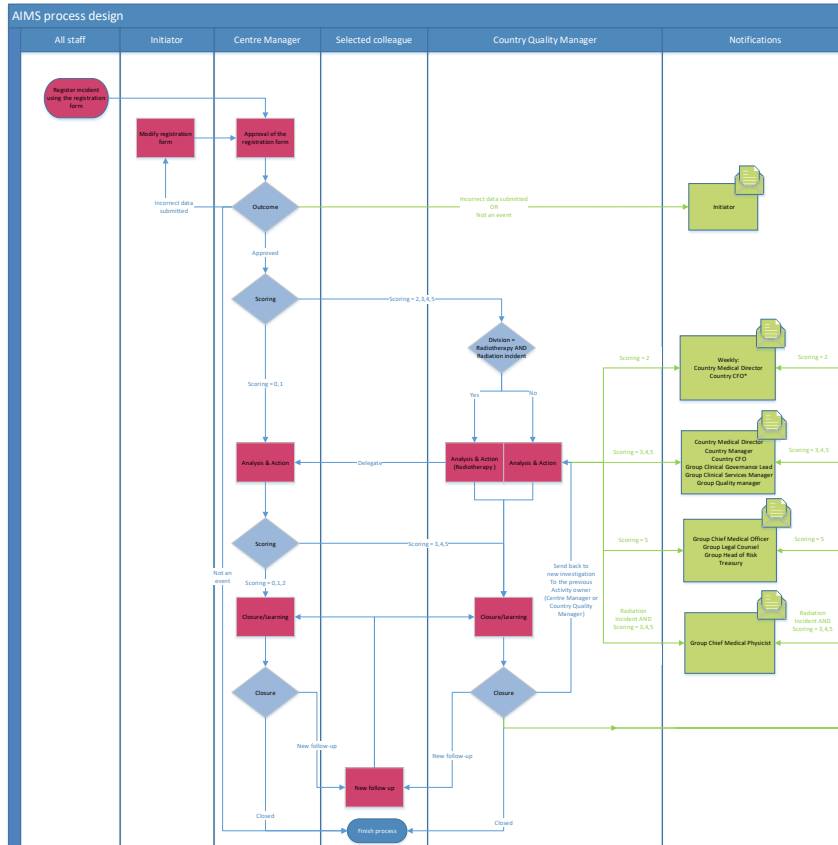 AIMS process design
All staff
Initiator
Centre Manager
Selected colleague
Country Quality Manager
Notifications
Register incident
using the registration
form
Modify registration
form
Approval of the
registration form
Incorrect data
submitted
Outcome
Incorrect data submitted
OR
Not an event
Initiator
Approved
Scoring
Scoring = 2,3,4,5
Division =
Radiotherapy AND
Radiation incident
Scoring = 2
Weekly:
Country Medical Director
Country CFO*
Scoring = 2
Scoring = 0,1
Yes
No
Analysis & Action
Delegate
Analysis & Action
(Radiotherapy )
Analysis & Action
Scoring = 3,4,5
Country Medical Director
Country Manager
Country CFO
Group Clinical Governance Lead
Group Clinical Services Manager
Group Quality manager
Scoring = 3,4,5
Scoring
Scoring = 3,4,5
Scoring = 5
Group Chief Medical Officer
Group Legal Counsel
Group Head of Risk
Treasury
Scoring = 5
Not an
event
Scoring = 0,1,2
Send back to
new investigation
To the previous
Activity owner
(Centre Manager or
Country Quality
Manager)
Closure/Learning
Closure/Learning
Radiation
Incident AND
Scoring = 3,4,5
Group Chief Medical Physicist
Radiation
Incident AND
Scoring = 3,4,5
Closure
Closure
New follow-up
New follow-up
New follow up
Closed
Closed
Finish process